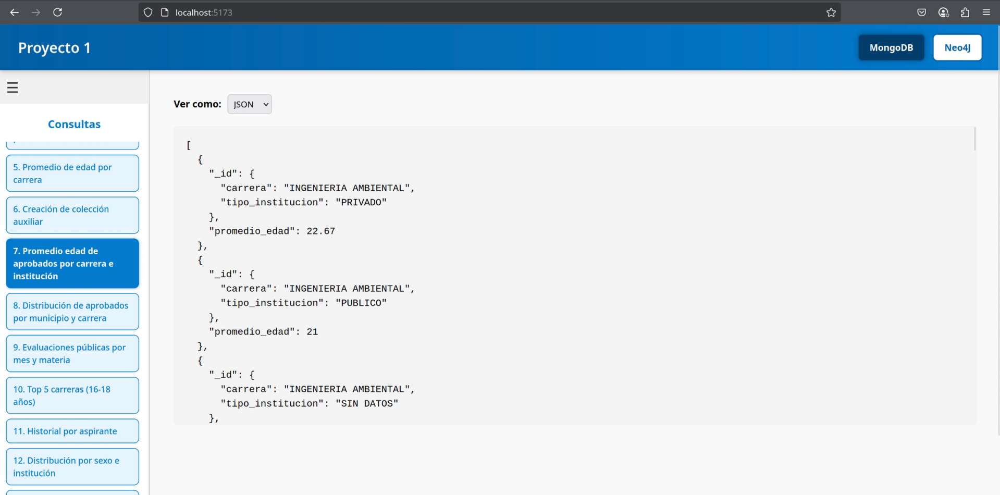 localhost:5173
Proyecto 1
MongoDB
Neo4J
Consultas
5. Promedio de edad por
carrera
6. Creación de colección
auxiliar
7. Promedio edad de
aprobados por carrera e
institución
8. Distribución de aprobados
por municipio y carrera
9. Evaluaciones públicas por
mes y materia
10. Top 5 carreras (16-18
años)
11. Historial por aspirante
12. Distribución por sexo e
institución
Ver como:
JSON
[
  {
    "_id": {
      "carrera": "INGENIERIA AMBIENTAL",
      "tipo_institucion": "PRIVADO"
    },
    "promedio_edad": 22.67
  },
  {
    "_id": {
      "carrera": "INGENIERIA AMBIENTAL",
      "tipo_institucion": "PUBLICO"
    },
    "promedio_edad": 21
  },
  {
    "_id": {
      "carrera": "INGENIERIA AMBIENTAL",
      "tipo_institucion": "SIN DATOS"
    },